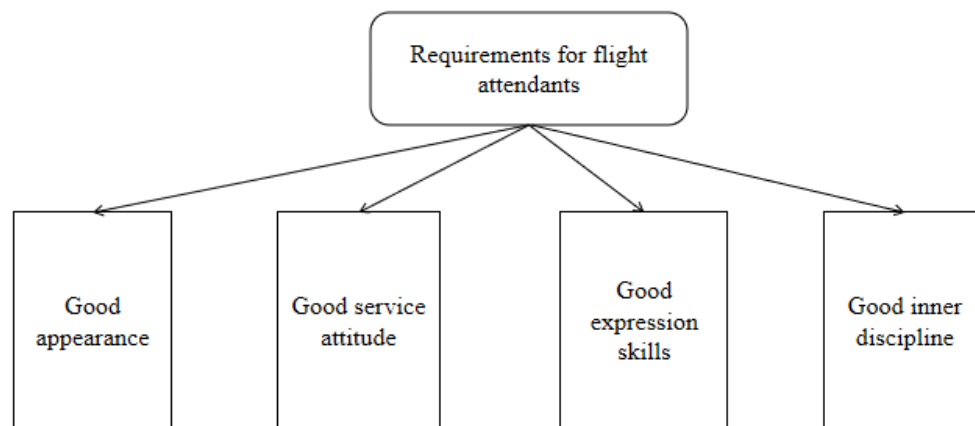 Requirements for flight
attendants
Good
appearance
Good service
attitude
Good
expression
skills
Good inner
discipline